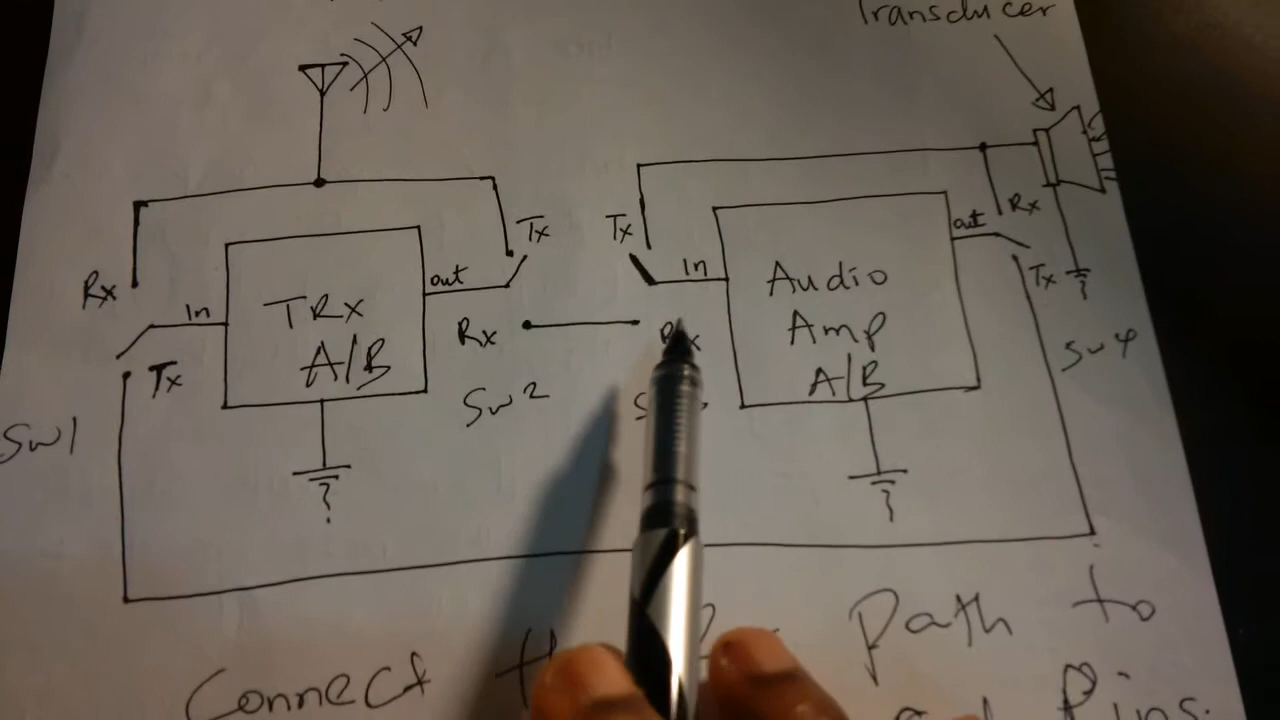 Transducer
Tx
Tx
Rx
out
Rx
In
out
In
TRx
A/B
Rx
Audio
Amp
A/B
Tx
Tx
Sw1
Sw2
Sw4
Connect
Path to
Pins.